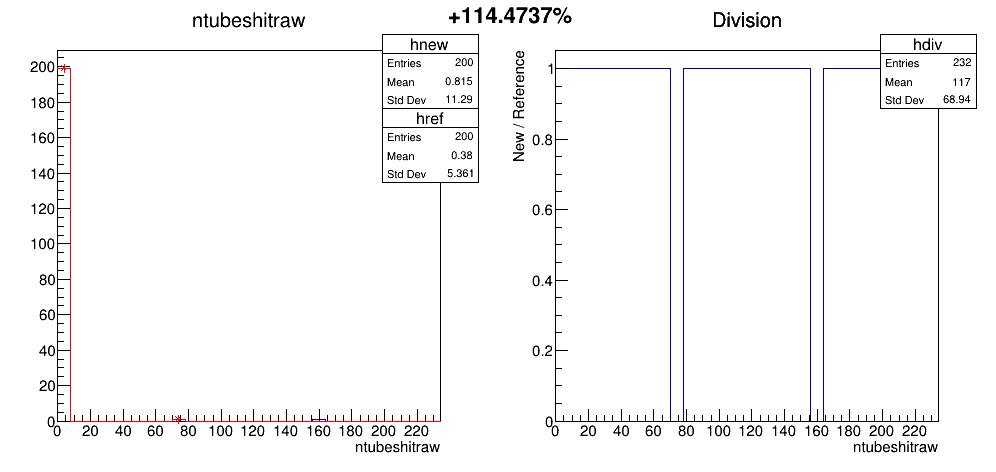 +114.4737%
ntubeshitraw
hnew
Entries 200
Mean 0.815
Std Dev 11.29
href
Entries 200
Mean 0.38
Std Dev 5.361
200
180
160
140
120
100
80
60
40
20
0
0 20 40 60 80 100 120 140 160 180 200 220
ntubeshitraw
Division
hdiv
Entries 232
Mean 117
Std Dev 68.94
New / Reference
1
0.8
0.6
0.4
0.2
0
0 20 40 60 80 100 120 140 160 180 200 220
ntubeshitraw